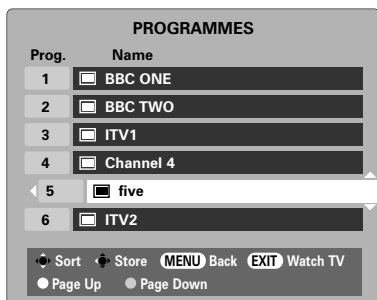 PROGRAMMES
Prog. Name
1 BBC ONE
2 BBC TWO
3 ITV1
4 Channel 4
5 five
6 ITV2
Sort Store MENU Back EXIT Watch TV
Page Up Page Down